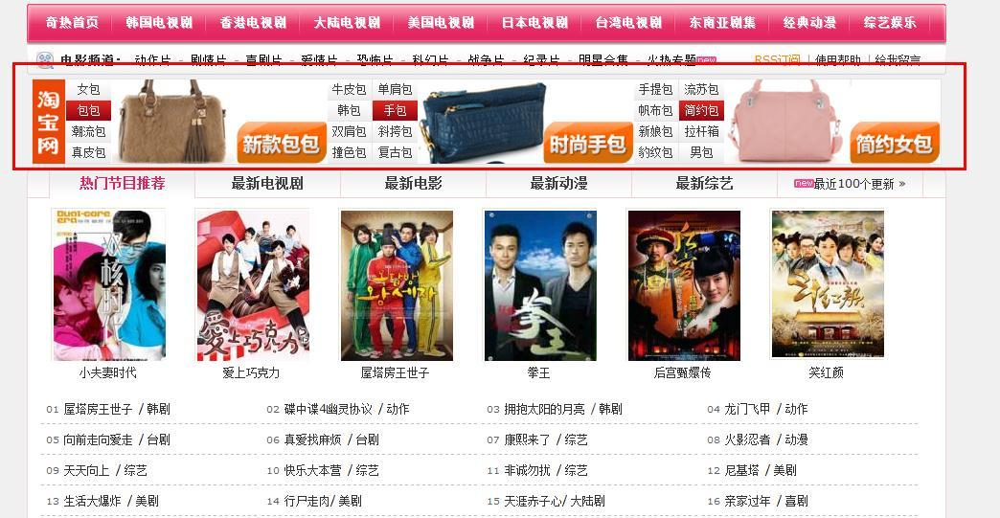 奇热首页 韩国电视剧 香港电视剧 大陆电视剧 美国电视剧 日本电视剧 台湾电视剧 东南亚剧集 经典动漫 综艺娱乐
电影频道： 动作片 - 剧情片 - 喜剧片 - 爱情片 - 恐怖片 - 科幻片 - 战争片 - 纪录片 - 明星合集 - 火热专题new RSS订阅 | 使用帮助 | 给我留言
淘宝网
女包
包包
潮流包
真皮包
新款包包
牛皮包 单肩包
韩包 手包
双肩包 斜挎包
撞色包 复古包
时尚手包
手提包 流苏包
帆布包 简约包
新娘包 拉杆箱
豹纹包 男包
简约女包
热门节目推荐 最新电视剧 最新电影 最新动漫 最新综艺 new最近100个更新 »
Dual-core
era
双核时代
爱上巧克力
옥탑방
왕세자
拳王
后宫
甄嬛传
笑红颜
小夫妻时代 爱上巧克力 屋塔房王世子 拳王 后宫甄嬛传 笑红颜
01 屋塔房王世子 / 韩剧 02 碟中谍4幽灵协议 / 动作 03 拥抱太阳的月亮 / 韩剧 04 龙门飞甲 / 动作
05 向前走向爱走 / 台剧 06 真爱找麻烦 / 台剧 07 康熙来了 / 综艺 08 火影忍者 / 动漫
09 天天向上 / 综艺 10 快乐大本营 / 综艺 11 非诚勿扰 / 综艺 12 尼基塔 / 美剧
13 生活大爆炸 / 美剧 14 行尸走肉/ 美剧 15 天涯赤子心/ 大陆剧 16 亲家过年 / 喜剧